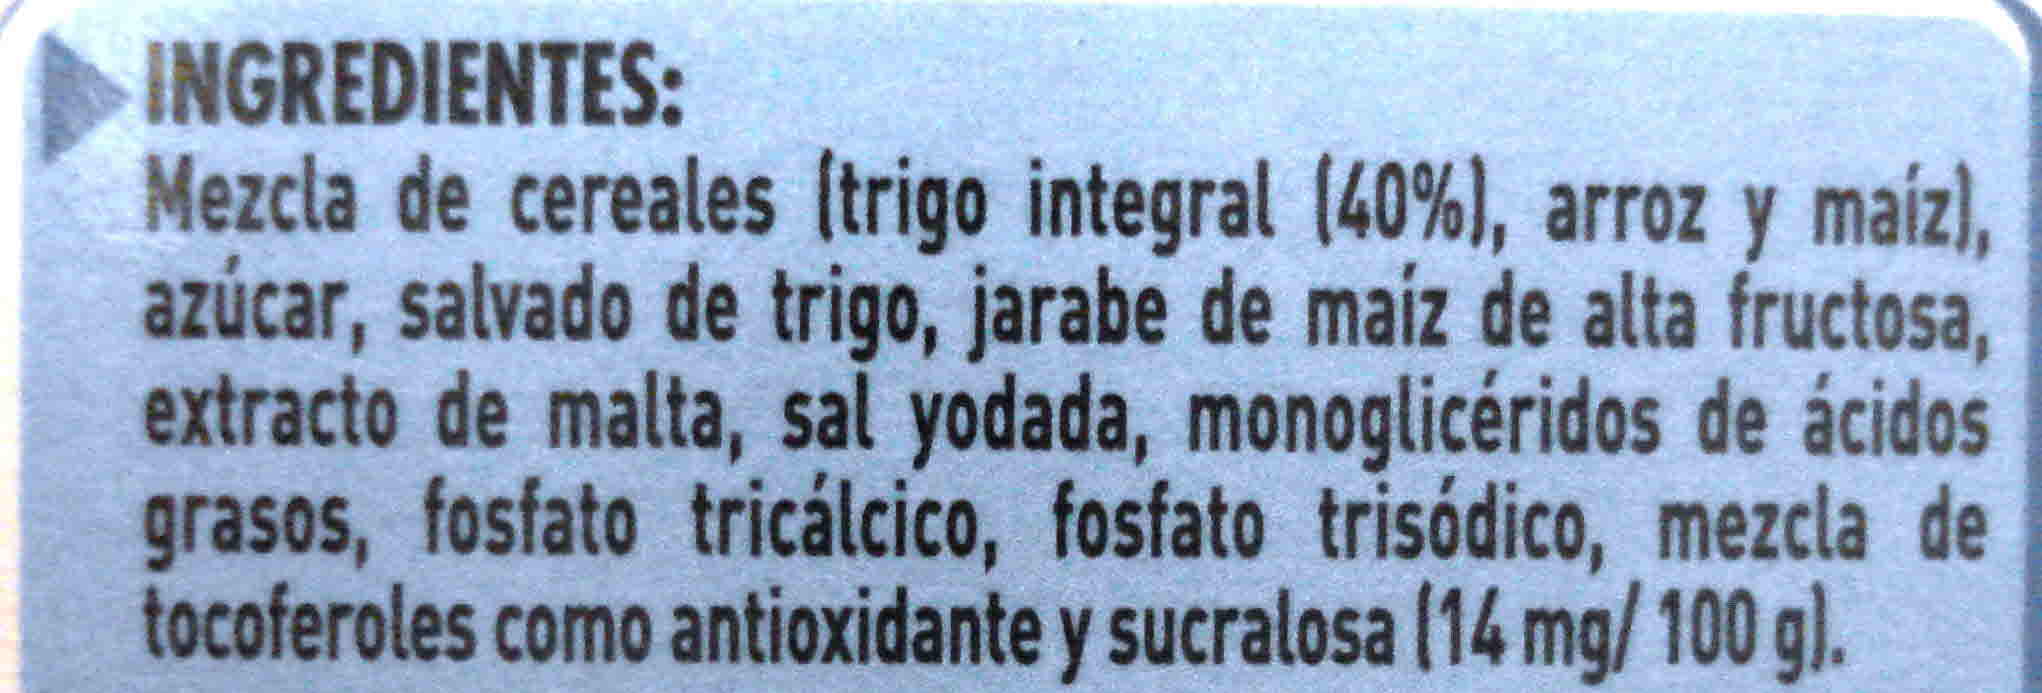 INGREDIENTES:
Mezcla de cereales (trigo integral (40%), arroz y maíz),
azúcar, salvado de trigo, jarabe de maíz de alta fructosa,
extracto de malta, sal yodada, monoglicéridos de ácidos
grasos, fosfato tricálcico, fosfato trisódico, mezcla de
tocoferoles como antioxidante y sucralosa (14 mg/ 100 g).